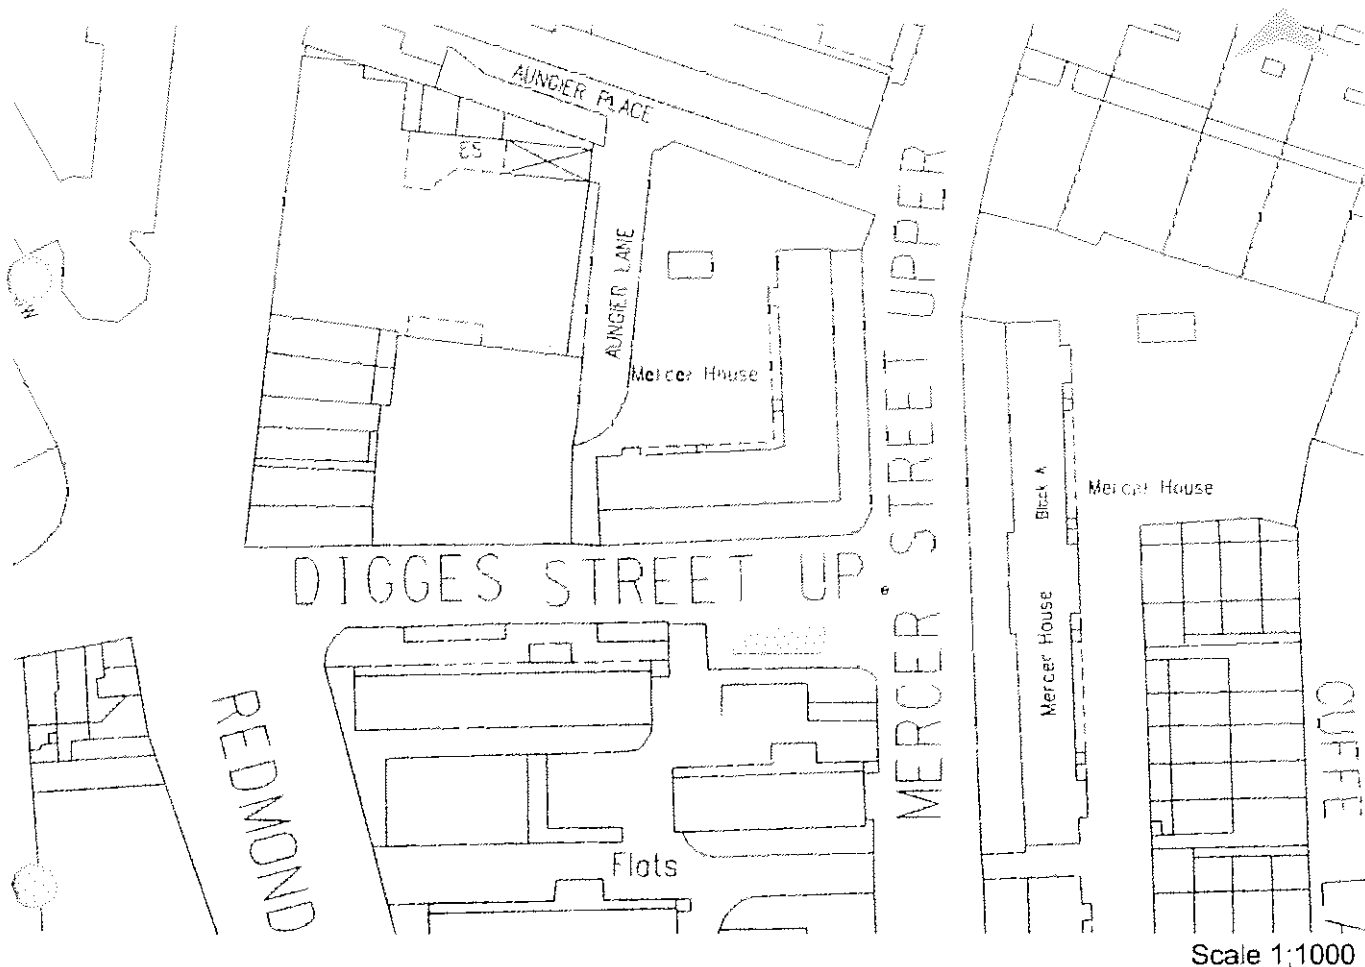 AUNGIER PLACE
ES
AUNGIER LANE
Mercer House
MERCER STREET UPPER
Block A
Mercer House
Mercer House
DIGGES STREET UP.
REDMOND
Flats
CUFFE LA
Scale 1:1000